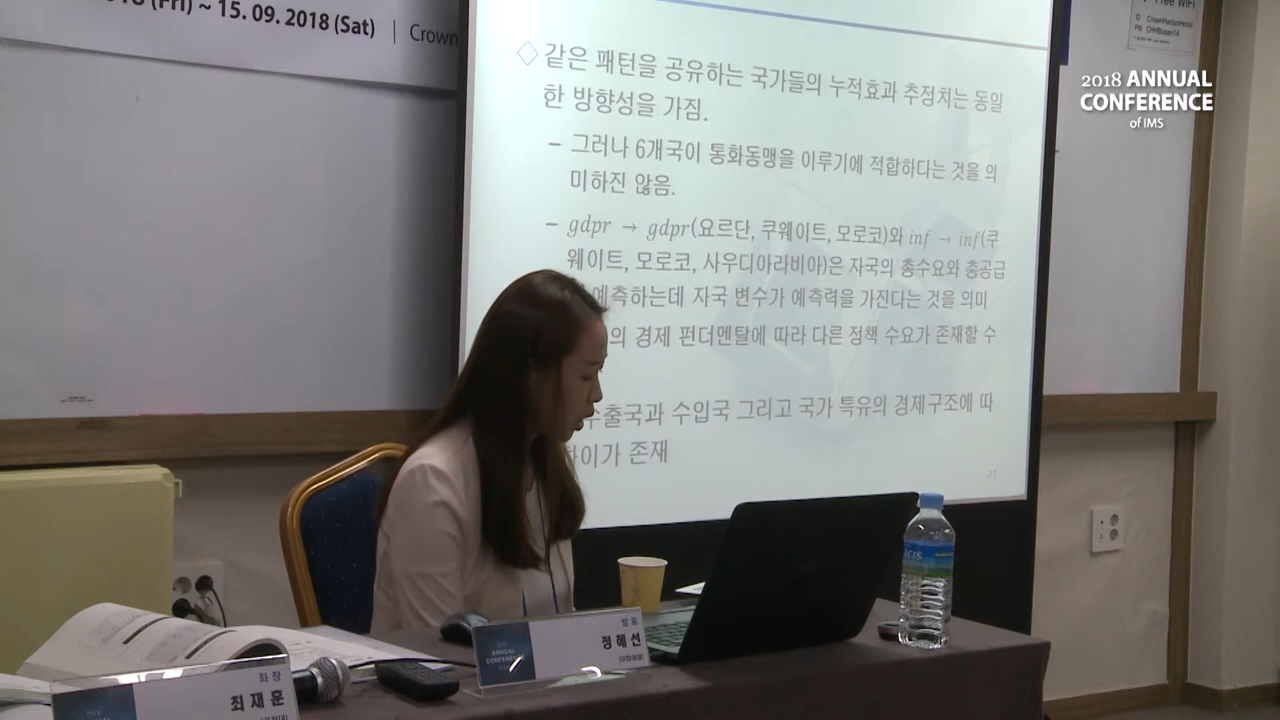 (Fri) ~ 15. 09. 2018 (Sat) | Crown
Free WiFi
ID CrownHarborHotel
PW CHHBusan14
2018 ANNUAL
CONFERENCE
of IMS
◇ 같은 패턴을 공유하는 국가들의 누적효과 추정치는 동일
한 방향성을 가짐.
– 그러나 6개국이 통화동맹을 이루기에 적합하다는 것을 의
미하진 않음.
– gdpr → gdpr(요르단, 쿠웨이트, 모로코)와 inf → inf(쿠
웨이트, 모로코, 사우디아라비아)은 자국의 총수요와 총공급
예측하는데 자국 변수가 예측력을 가진다는 것을 의미
의 경제 펀더멘탈에 따라 다른 정책 수요가 존재할 수
수출국과 수입국 그리고 국가 특유의 경제구조에 따
차이가 존재
21
발표
정혜선
ANNUAL
CONFERENCE
좌장
최재훈